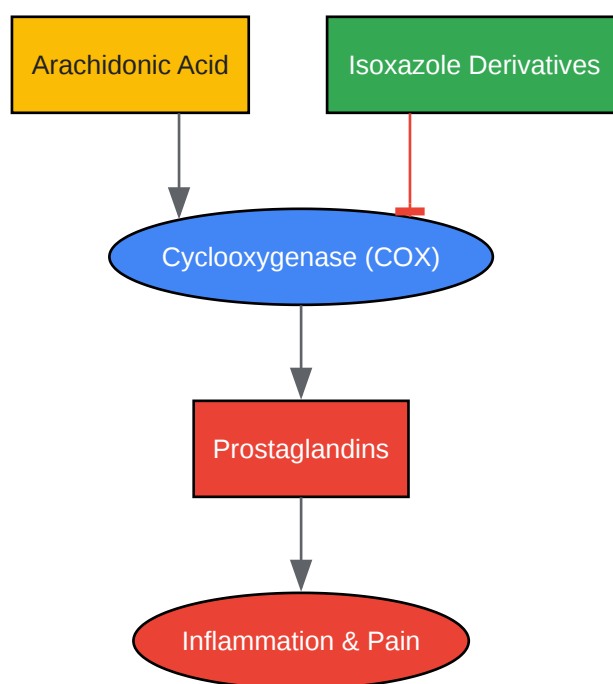 Arachidonic Acid
Isoxazole Derivatives
Cyclooxygenase (COX)
Prostaglandins
Inflammation & Pain